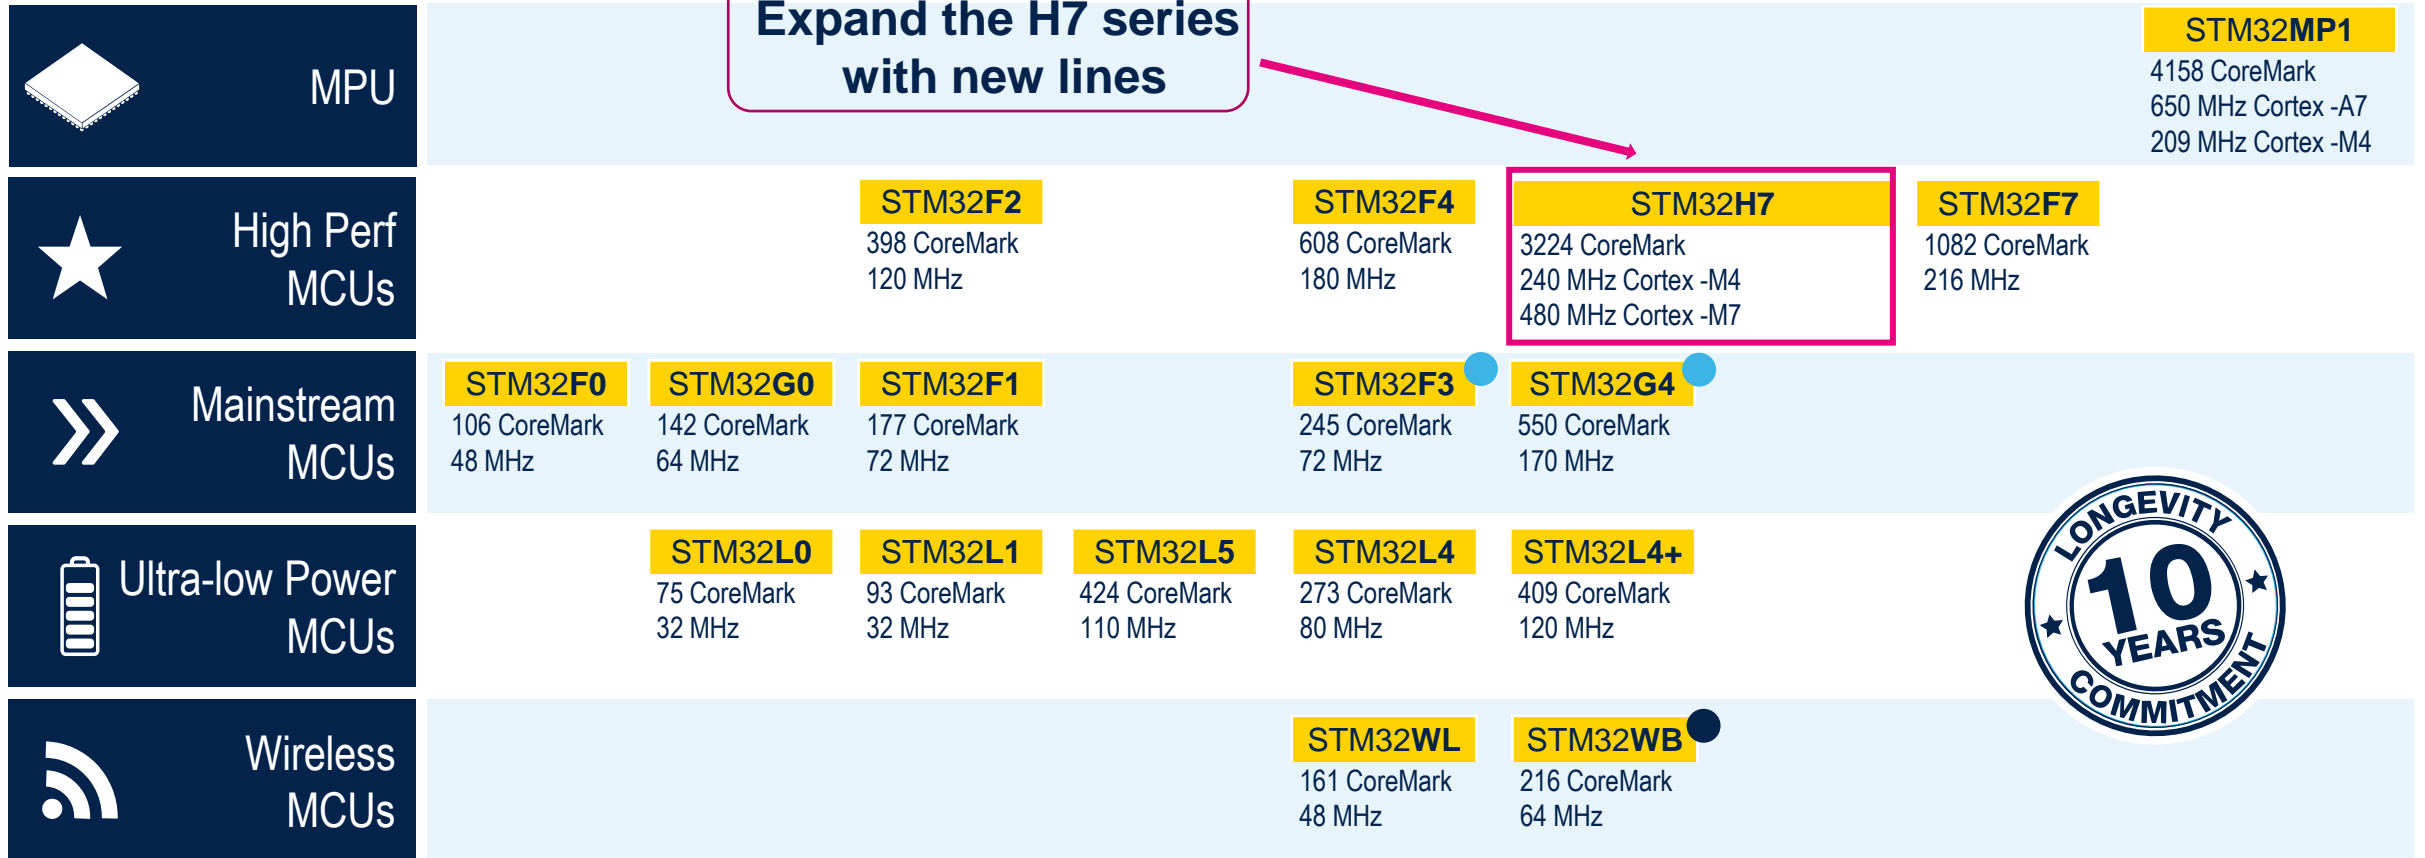 Expand the H7 series
with new lines
MPU
STM32MP1
4158 CoreMark
650 MHz Cortex -A7
209 MHz Cortex -M4
High Perf
MCUs
STM32F2
398 CoreMark
120 MHz
STM32F4
608 CoreMark
180 MHz
STM32H7
3224 CoreMark
240 MHz Cortex -M4
480 MHz Cortex -M7
STM32F7
1082 CoreMark
216 MHz
Mainstream
MCUs
STM32F0
106 CoreMark
48 MHz
STM32G0
142 CoreMark
64 MHz
STM32F1
177 CoreMark
72 MHz
STM32F3
245 CoreMark
72 MHz
STM32G4
550 CoreMark
170 MHz
Ultra-low Power
MCUs
STM32L0
75 CoreMark
32 MHz
STM32L1
93 CoreMark
32 MHz
STM32L5
424 CoreMark
110 MHz
STM32L4
273 CoreMark
80 MHz
STM32L4+
409 CoreMark
120 MHz
LONGEVITY
10
YEARS
COMMITMENT
Wireless
MCUs
STM32WL
161 CoreMark
48 MHz
STM32WB
216 CoreMark
64 MHz